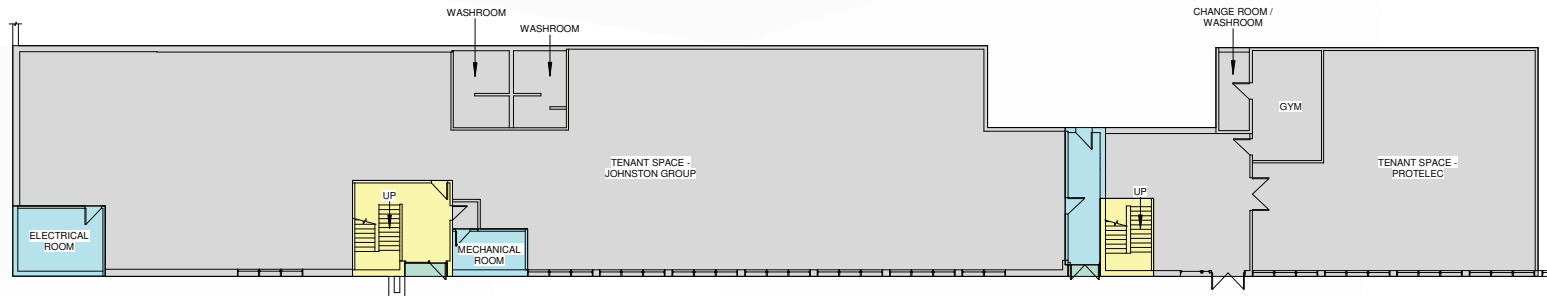 WASHROOM
WASHROOM
CHANGE ROOM /
WASHROOM
GYM
TENANT SPACE -
JOHNSTON GROUP
TENANT SPACE -
PROTELEC
UP
UP
ELECTRICAL
ROOM
MECHANICAL
ROOM